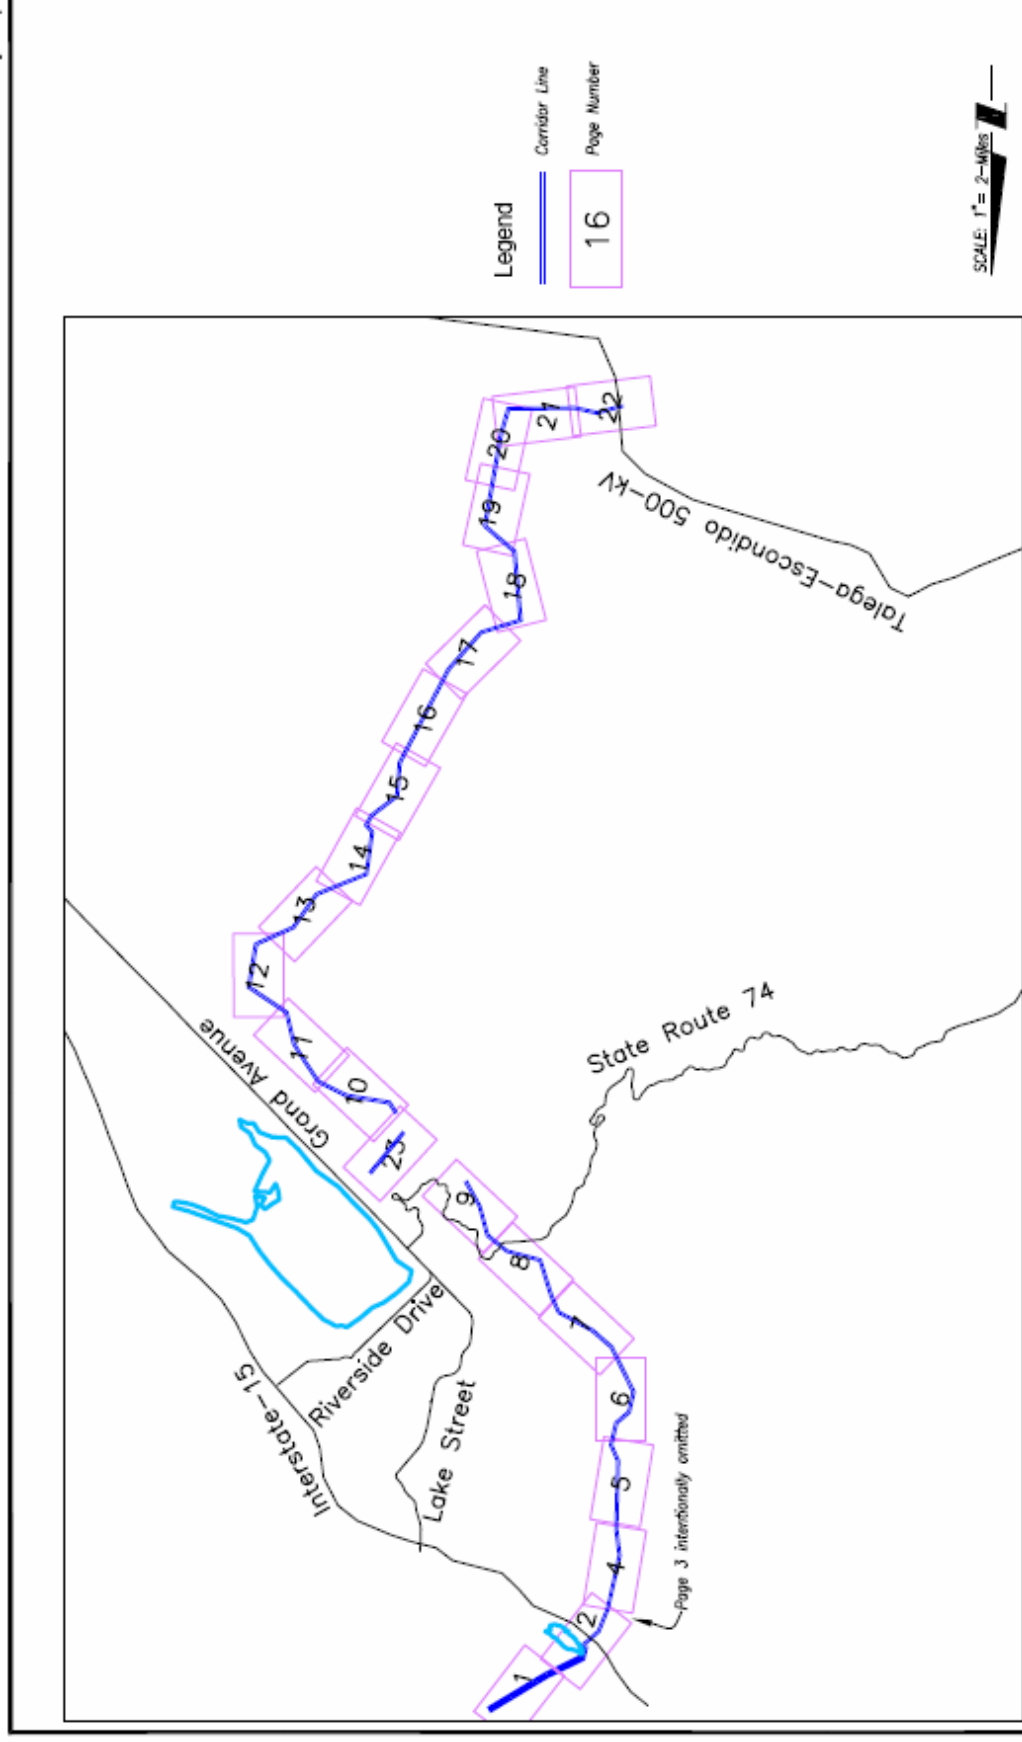 Legend
Corridor Line
16
Page Number
SCALE: 1"= 2-Miles
N
1
2
4
5
6
7
8
9
23
10
11
12
13
14
15
16
17
18
19
20
21
22
Page 3 intentionally omitted
Interstate-15
Lake Street
Riverside Drive
Grand Avenue
State Route 74
Talega-Escondido 500-kV